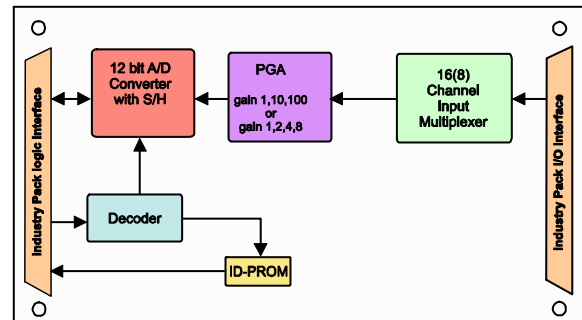 Industry Pack logic Interface
12 bit A/D
Converter
with S/H
PGA
gain 1,10,100
or
gain 1,2,4,8
16(8)
Channel
Input
Multiplexer
Industry Pack I/O Interface
Decoder
ID-PROM